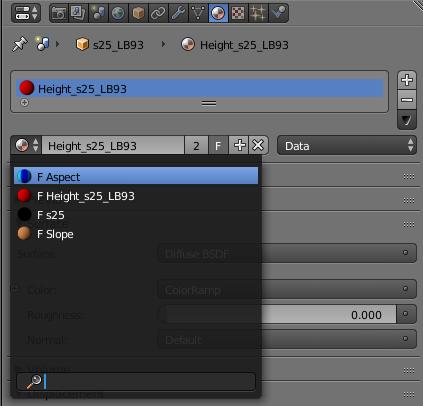 s25_LB93 Height_s25_LB93
Height_s25_LB93
Height_s25_LB93 2 F Data
F Aspect
F Height_s25_LB93
F s25
F Slope
Surface: Diffuse BSDF
Color: ColorRamp
Roughness: 0.000
Normal: Default
Volume
Displacement